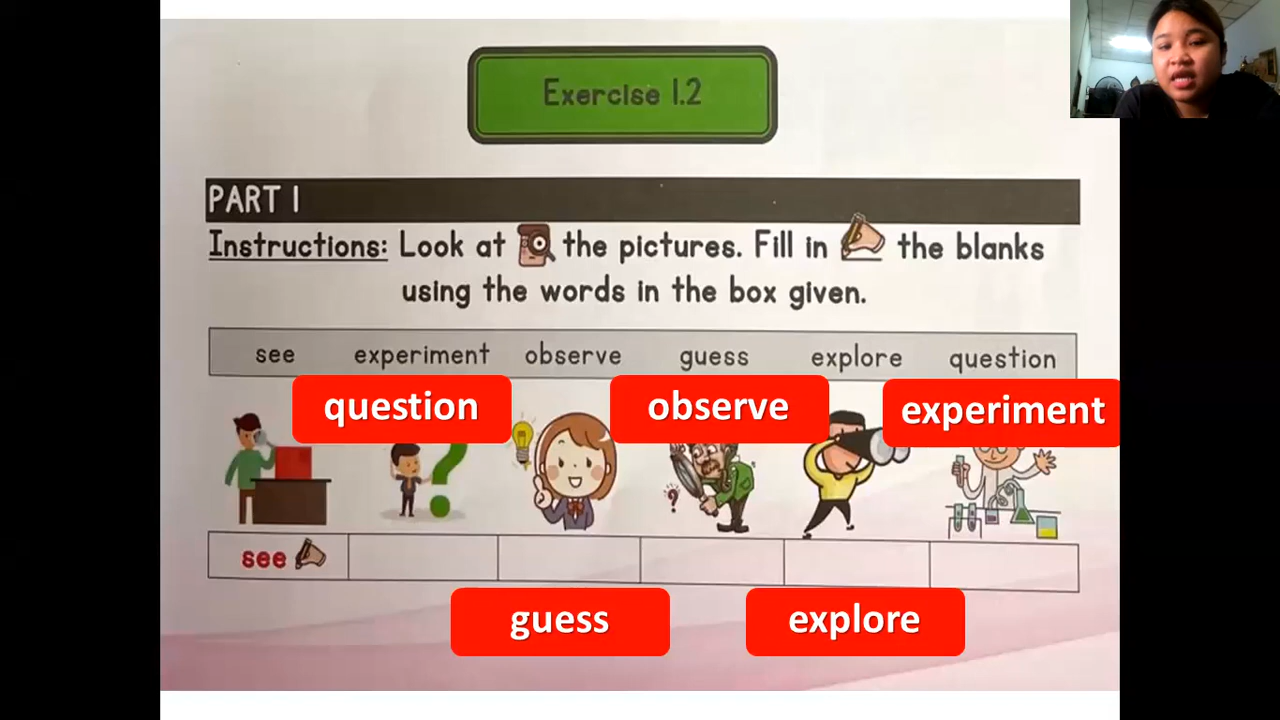 Exercise 1.2
PART 1
Instructions: Look at the pictures. Fill in the blanks
using the words in the box given.
see experiment observe guess explore question
question observe experiment
see
guess explore